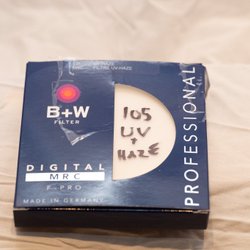 B+W
FILTER
105
UV
+
HAZE
DIGITAL
MRC
F-PRO
MADE IN GERMANY
PROFESSIONAL